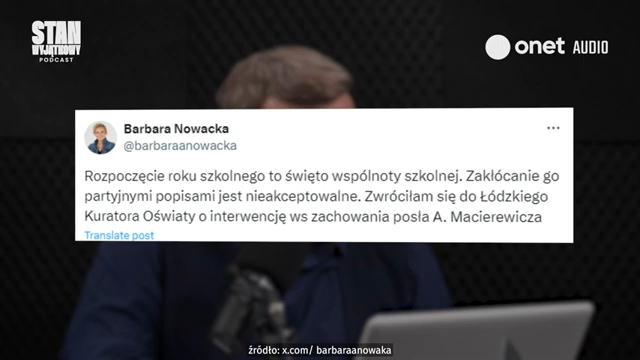 STAN
WYJĄTKOWY
PODCAST
onet AUDIO
Barbara Nowacka
@barbaraanowacka
Rozpoczęcie roku szkolnego to święto wspólnoty szkolnej. Zakłócanie go
partyjnymi popisami jest nieakceptowalne. Zwróciłam się do Łódzkiego
Kuratora Oświaty o interwencję ws zachowania posła A. Macierewicza
Translate post
źródło: x.com/ barbaraanowaka